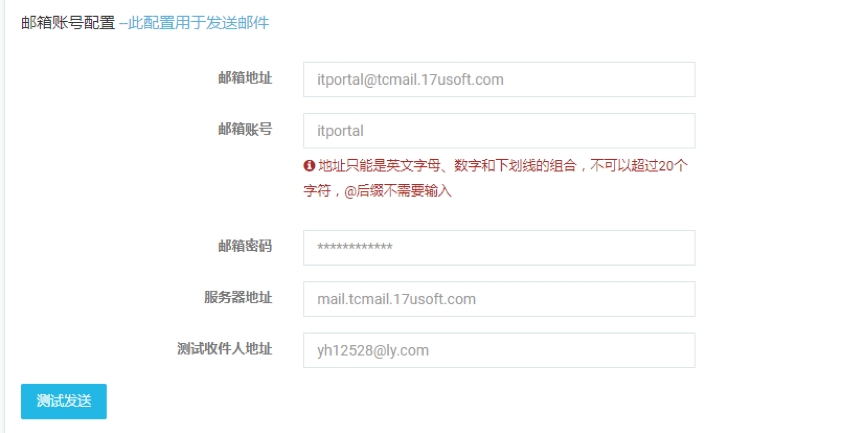 邮箱账号配置 --此配置用于发送邮件
邮箱地址 itportal@tcmail.17usoft.com
邮箱账号 itportal
地址只能是英文字母、数字和下划线的组合，不可以超过20个
字符，@后缀不需要输入
邮箱密码 ************
服务器地址 mail.tcmail.17usoft.com
测试收件人地址 yh12528@ly.com
测试发送